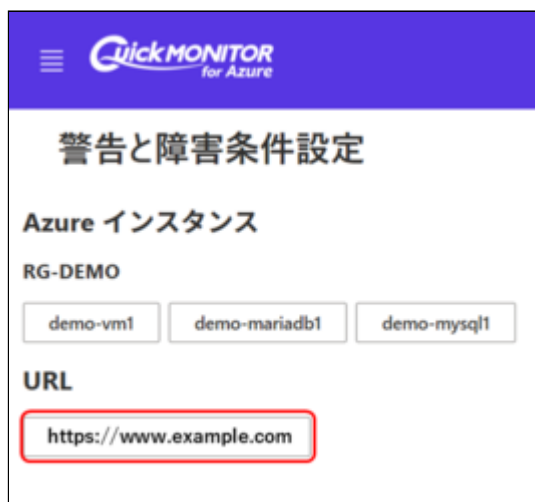 QuickMONITOR
for Azure
警告と障害条件設定
Azure インスタンス
RG-DEMO
demo-vm1 demo-mariadb1 demo-mysql1
URL
https://www.example.com